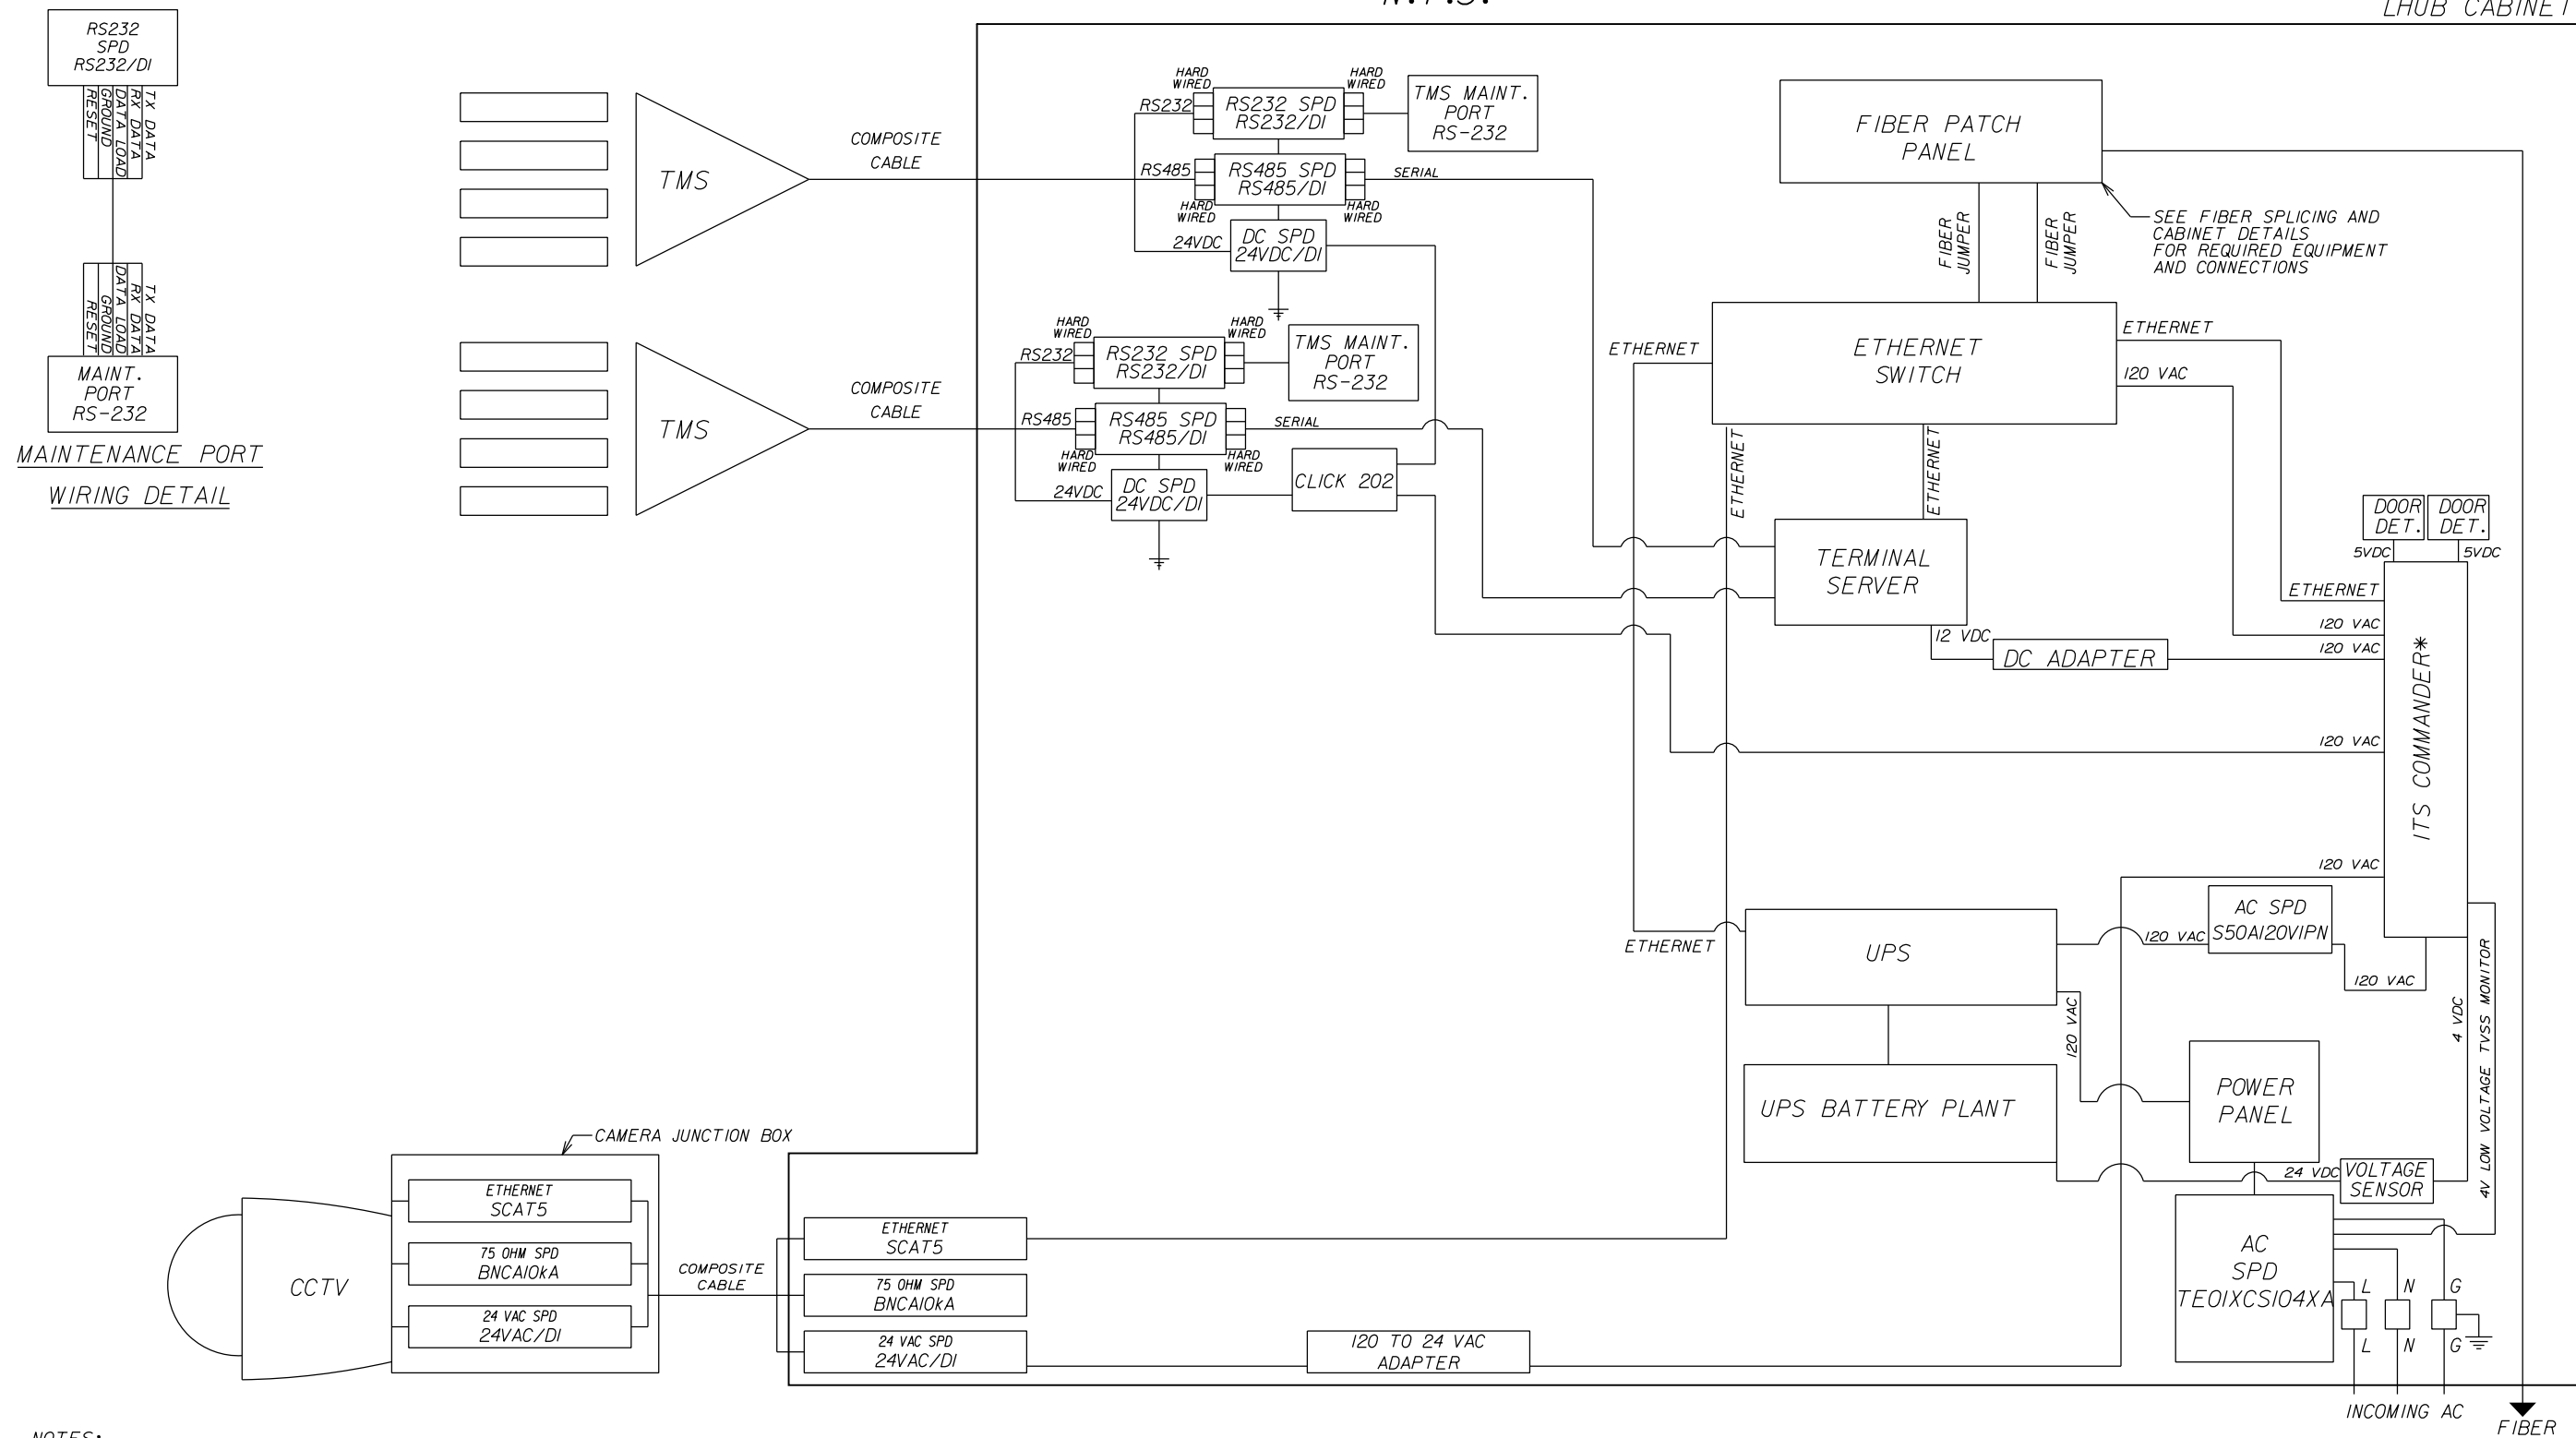 N.T.S.
LHUB CABINET
RS232
SPD
RS232/DI
TX DATA
RX DATA
DATA LOAD
GROUND
RESET
TX DATA
RX DATA
DATA LOAD
GROUND
RESET
MAINT.
PORT
RS-232
MAINTENANCE PORT
WIRING DETAIL
TMS
COMPOSITE
CABLE
HARD
WIRED
HARD
WIRED
RS232
RS232 SPD
RS232/DI
TMS MAINT.
PORT
RS-232
RS485
RS485 SPD
RS485/DI
SERIAL
HARD
WIRED
HARD
WIRED
24VDC
DC SPD
24VDC/DI
TMS
COMPOSITE
CABLE
HARD
WIRED
HARD
WIRED
RS232
RS232 SPD
RS232/DI
TMS MAINT.
PORT
RS-232
RS485
RS485 SPD
RS485/DI
SERIAL
HARD
WIRED
HARD
WIRED
24VDC
DC SPD
24VDC/DI
CLICK 202
FIBER PATCH
PANEL
FIBER
JUMPER
FIBER
JUMPER
SEE FIBER SPLICING AND
CABINET DETAILS
FOR REQUIRED EQUIPMENT
AND CONNECTIONS
ETHERNET
ETHERNET
SWITCH
ETHERNET
120 VAC
ETHERNET
ETHERNET
TERMINAL
SERVER
12 VDC
DC ADAPTER
DOOR
DET.
DOOR
DET.
5VDC
5VDC
ETHERNET
120 VAC
120 VAC
120 VAC
120 VAC
ITS COMMANDER*
ETHERNET
UPS
120 VAC
AC SPD
S50A120V1PN
120 VAC
120 VAC
4 VDC
4V LOW VOLTAGE TVSS MONITOR
UPS BATTERY PLANT
POWER
PANEL
24 VDC
VOLTAGE
SENSOR
AC
SPD
TE01XCS104XA
L
N
G
L
N
G
INCOMING AC
FIBER
CAMERA JUNCTION BOX
CCTV
ETHERNET
SCAT5
75 OHM SPD
BNCA10kA
24 VAC SPD
24VAC/DI
COMPOSITE
CABLE
ETHERNET
SCAT5
75 OHM SPD
BNCA10kA
24 VAC SPD
24VAC/DI
120 TO 24 VAC
ADAPTER
NOTES: